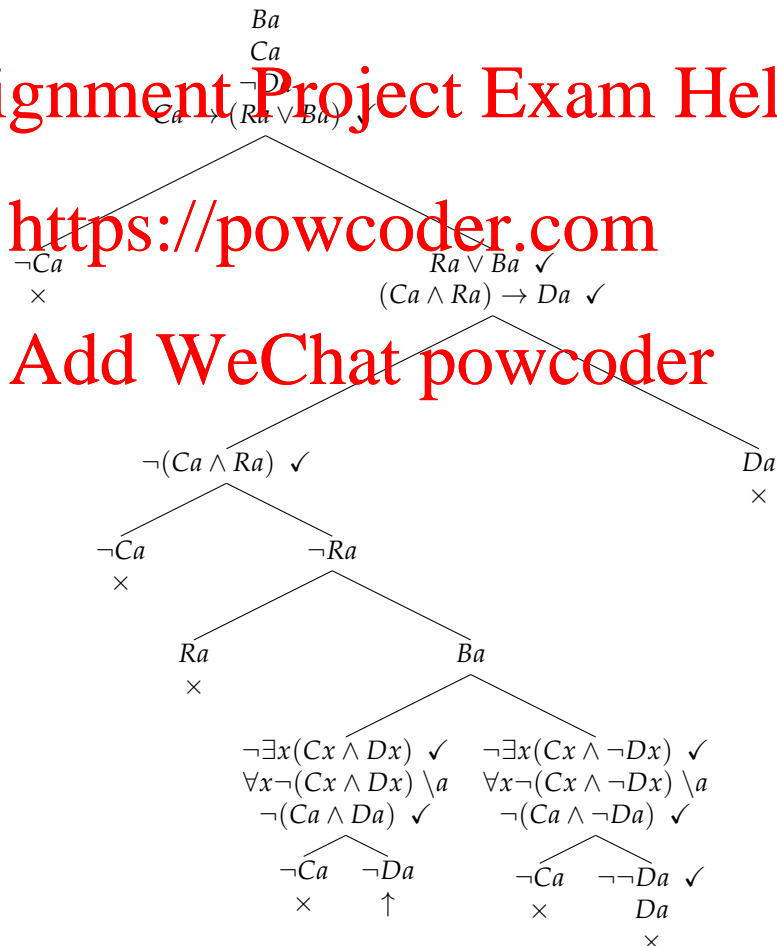 Ba
Ca
¬Da
ignment Project Exam Hel
Ca → (Ra ∨ Ba) ✓
https://powcoder.com
¬Ca Ra ∨ Ba ✓
× (Ca ∧ Ra) → Da ✓
Add WeChat powcoder
¬(Ca ∧ Ra) ✓ Da
×
¬Ca ¬Ra
×
Ra Ba
×
¬∃x(Cx ∧ Dx) ✓ ¬∃x(Cx ∧ ¬Dx) ✓
∀x¬(Cx ∧ Dx) \a ∀x¬(Cx ∧ ¬Dx) \a
¬(Ca ∧ Da) ✓ ¬(Ca ∧ ¬Da) ✓
¬Ca ¬Da ¬Ca ¬¬Da ✓
× ↑ × Da
×